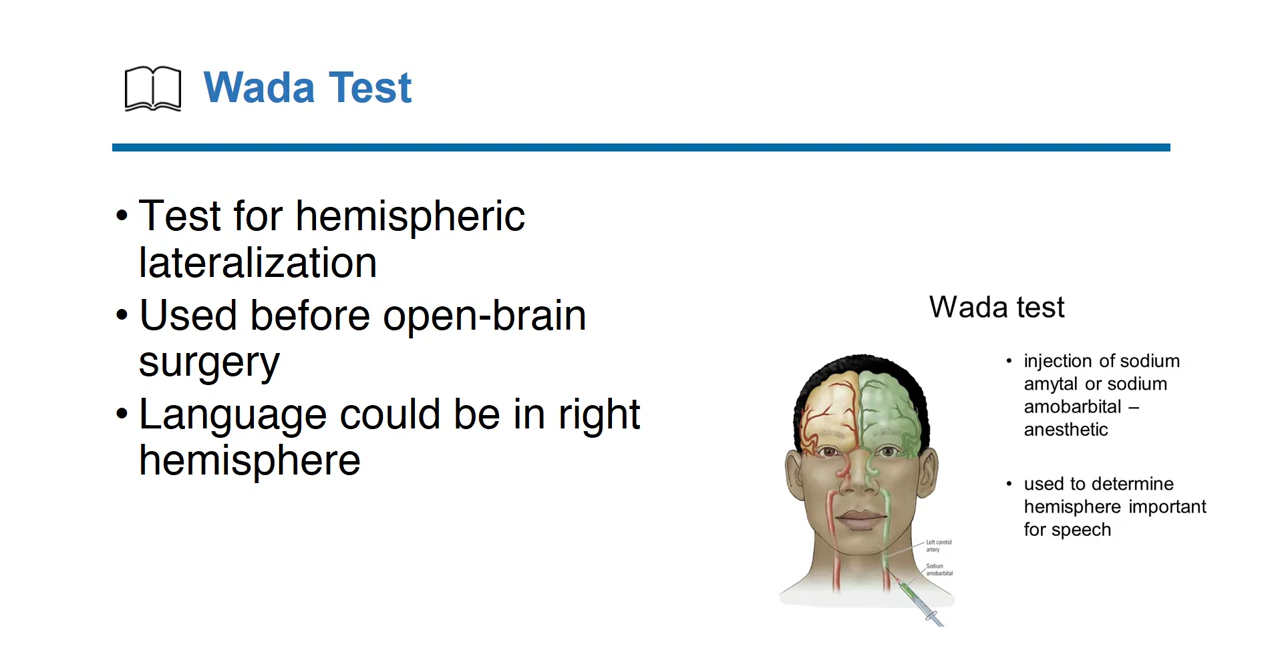 Wada Test
• Test for hemispheric
lateralization
• Used before open-brain
surgery
• Language could be in right
hemisphere
Wada test
• injection of sodium
amytal or sodium
amobarbital –
anesthetic
• used to determine
hemisphere important
for speech
Left carotid
artery
Sodium
amobarbital